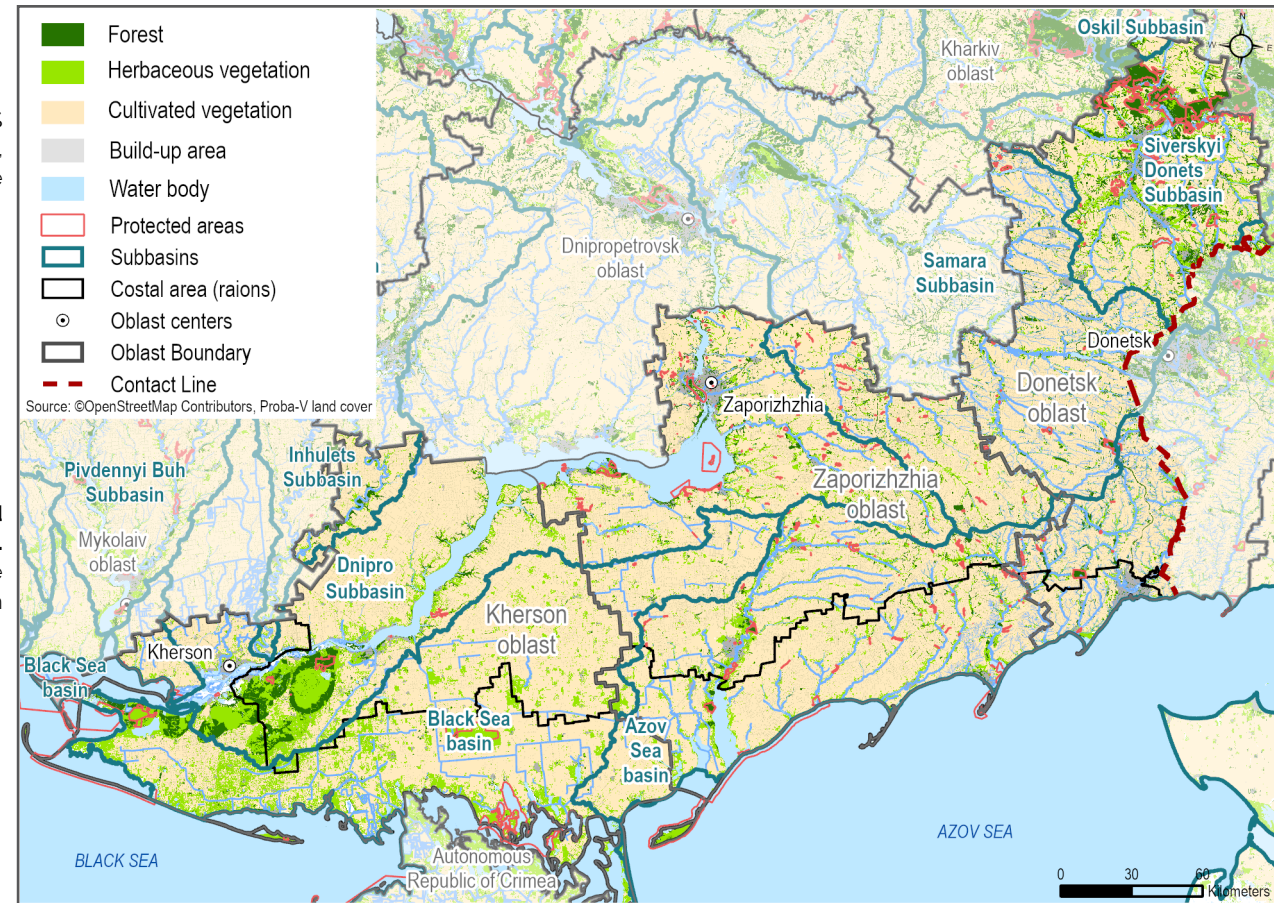 Forest
Herbaceous vegetation
Cultivated vegetation
Build-up area
Water body
Protected areas
Subbasins
Costal area (raions)
Oblast centers
Oblast Boundary
Contact Line
Source: ©OpenStreetMap Contributors, Proba-V land cover
Oskil Subbasin
N
W
E
S
Kharkiv
oblast
Siverskyi
Donets
Subbasin
Dnipropetrovsk
oblast
Samara
Subbasin
Donetsk
Donetsk
oblast
Zaporizhzhia
Zaporizhzhia
oblast
Inhulets
Subbasin
Pivdennyi Buh
Subbasin
Mykolaiv
oblast
Dnipro
Subbasin
Kherson
oblast
Kherson
Black Sea
basin
Black Sea
basin
Azov
Sea
basin
AZOV SEA
BLACK SEA
Autonomous
Republic of Crimea
0 30 60
Kilometers